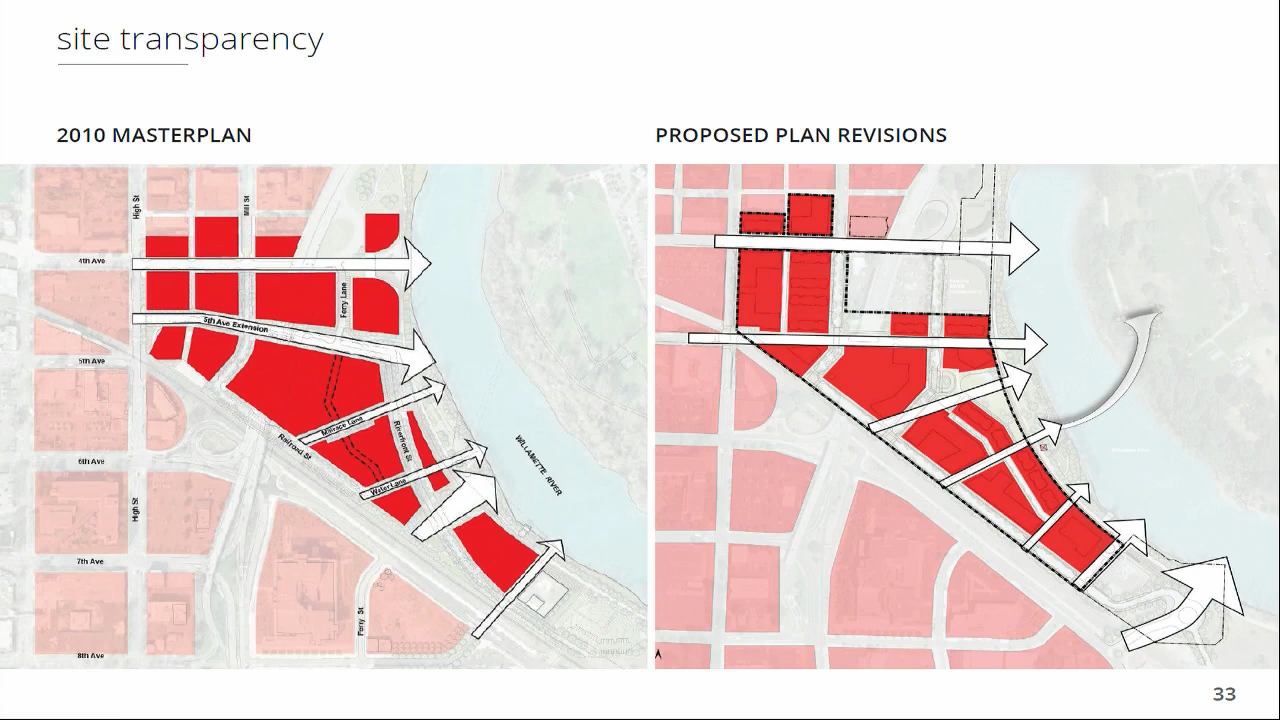 site transparency
2010 MASTERPLAN
PROPOSED PLAN REVISIONS
High St
Mill St
4th Ave
Ferry Lane
5th Ave Extension
5th Ave
Millrace Lane
Riverfront St
Railroad St
WILLAMETTE RIVER
6th Ave
Water Lane
High St
7th Ave
Ferry St
8th Ave
33